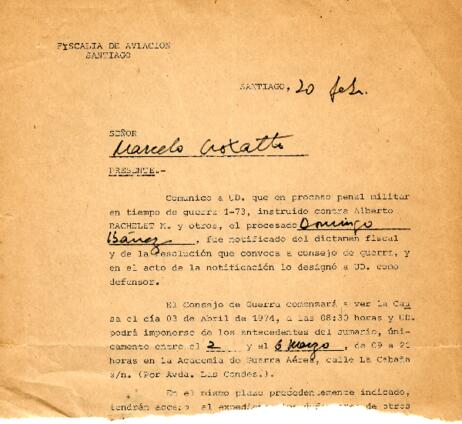 FISCALIA DE AVIACION
SANTIAGO
SANTIAGO, 20 feb.
SEÑOR
Marcelo Croxatto
PRESENTE.-
Comunico a UD. que en proceso penal militar
en tiempo de guerra 1-73, instruido contra Alberto
BACHELET M. y otros, el procesado Domingo
Ibáñez, fue notificado del dictamen fiscal
y de la resolución que convoca a consejo de guerra, y
en el acto de la notificación lo designó a UD. como
defensor.
El Consejo de Guerra comenzará a ver la Cau
sa el día 03 de Abril de 1974, a las 08:30 horas y UD.
podrá imponerse de los antecedentes del sumario, úni-
camente entre el 2 y el 6 Marzo, de 09 a 21
horas en la Academia de Guerra Aérea, calle La Cabaña
s/n. (Por Avda. Las Condes.).
En el mismo plazo precedentemente indicado,
tendrán acceso al expediente los defensores de otros